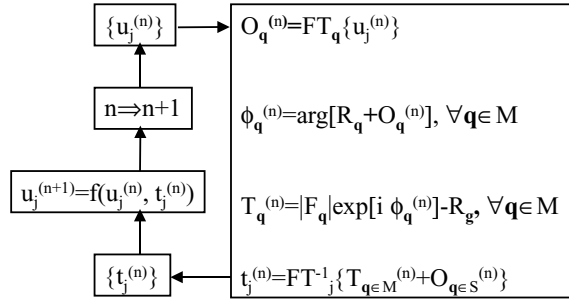 {u_j^(n)}
O_q^(n)=FT_q{u_j^(n)}
n⇒n+1
ϕ_q^(n)=arg[R_q+O_q^(n)], ∀q∈M
u_j^(n+1)=f(u_j^(n), t_j^(n))
T_q^(n)=|F_q|exp[i ϕ_q^(n)]-R_g, ∀q∈M
{t_j^(n)}
t_j^(n)=FT^-1_j{T_q∈M^(n)+O_q∈S^(n)}